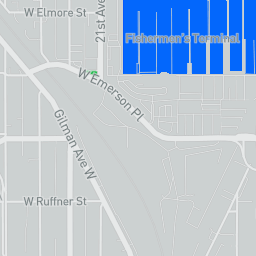 W Elmore St
21st Ave
Fishermen's Terminal
W Emerson Pl
Gilman Ave W
W Ruffner St